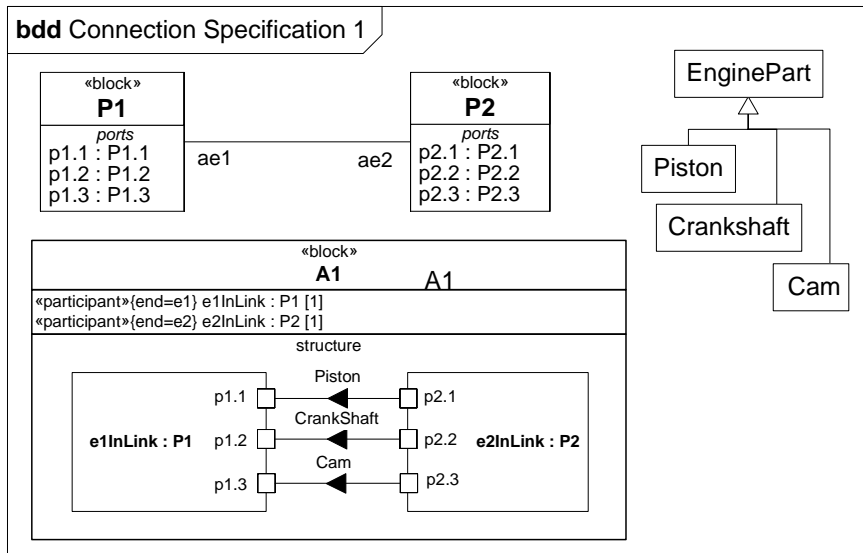 bdd Connection Specification 1
«block»
P1
ports
p1.1 : P1.1
p1.2 : P1.2
p1.3 : P1.3
ae1
ae2
«block»
P2
ports
p2.1 : P2.1
p2.2 : P2.2
p2.3 : P2.3
EnginePart
Piston
Crankshaft
Cam
«block»
A1
A1
«participant»{end=e1} e1InLink : P1 [1]
«participant»{end=e2} e2InLink : P2 [1]
structure
e1InLink : P1
p1.1
Piston
p2.1
p1.2
CrankShaft
p2.2
p1.3
Cam
p2.3
e2InLink : P2